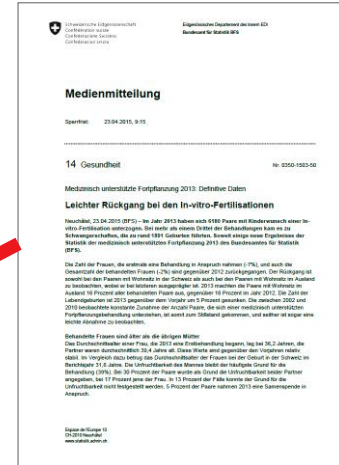 Schweizerische Eidgenossenschaft
Confédération suisse
Confederazione Svizzera
Confederaziun svizra
Eidgenössisches Departement des Innern EDI
Bundesamt für Statistik BFS
Medienmitteilung
Sperrfrist: 23.04.2015, 9:15
14 Gesundheit Nr. 0350-1503-50
Medizinisch unterstützte Fortpflanzung 2013: Definitive Daten
Leichter Rückgang bei den In-vitro-Fertilisationen
Neuchâtel, 23.04.2015 (BFS) – Im Jahr 2013 haben sich 6180 Paare mit Kinderwunsch einer In-
vitro-Fertilisation unterzogen. Bei mehr als einem Drittel der Behandlungen kam es zu
Schwangerschaften, die zu rund 1891 Geburten führten. Soweit einige neue Ergebnisse der
Statistik der medizinisch unterstützten Fortpflanzung 2013 des Bundesamtes für Statistik
(BFS).
Die Zahl der Frauen, die erstmals eine Behandlung in Anspruch nahmen (-7%), und auch die
Gesamtzahl der behandelten Frauen (-2%) sind gegenüber 2012 zurückgegangen. Der Rückgang ist
sowohl bei den Paaren mit Wohnsitz in der Schweiz als auch bei den Paaren mit Wohnsitz im Ausland
zu beobachten, wobei er bei letzteren ausgeprägter ist. 2013 machten die Paare mit Wohnsitz im
Ausland 16 Prozent aller behandelten Paare aus, gegenüber 18 Prozent im Jahr 2012. Die Zahl der
Lebendgeburten ist 2013 gegenüber dem Vorjahr um 5 Prozent gesunken. Die zwischen 2002 und
2010 beobachtete konstante Zunahme der Anzahl Paare, die sich einer medizinisch unterstützten
Fortpflanzungsbehandlung unterziehen, ist somit zum Stillstand gekommen, und seither ist sogar eine
leichte Abnahme zu beobachten.
Behandelte Frauen sind älter als die übrigen Mütter
Das Durchschnittsalter einer Frau, die 2013 eine Erstbehandlung begann, lag bei 36,2 Jahren, die
Partner waren durchschnittlich 39,4 Jahre alt. Diese Werte sind gegenüber den Vorjahren relativ
stabil. Im Vergleich dazu betrug das Durchschnittsalter der Frauen bei der Geburt in der Schweiz im
Berichtsjahr 31,6 Jahre. Die Unfruchtbarkeit des Mannes bleibt der häufigste Grund für die
Behandlung (39%). Bei 30 Prozent der Paare wurde als Grund die Unfruchtbarkeit beider Partner
angegeben, bei 17 Prozent jene der Frau. In 13 Prozent der Fälle konnte der Grund für die
Unfruchtbarkeit nicht festgestellt werden. 5 Prozent der Paare nahmen 2013 eine Samenspende in
Anspruch.
Espace de l'Europe 10
CH-2010 Neuchâtel
www.statistik.admin.ch